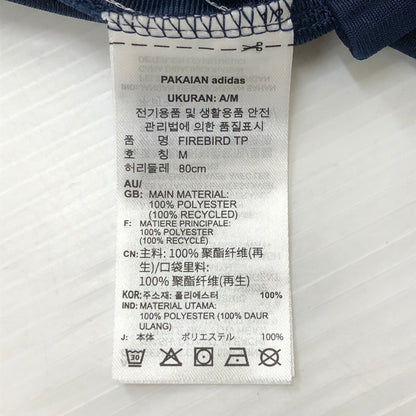 PAKAIAN adidas
UKURAN: A/M
전기용품 및 생활용품 안전
관리법에 의한 품질표시
품 명 FIREBIRD TP
호 칭 M
허리둘레 80cm
AU/
GB: MAIN MATERIAL:
100% POLYESTER
(100% RECYCLED)
F: MATIERE PRINCIPALE:
100% POLYESTER
(100% RECYCLE)
CN: 主料: 100% 聚酯纤维(再
生)/口袋里料:
100% 聚酯纤维(再生)
KOR: 주소재: 폴리에스터 100%
IND: MATERIAL UTAMA:
100% POLYESTER (100% DAUR
ULANG)
J: 本体 ポリエステル 100%
30